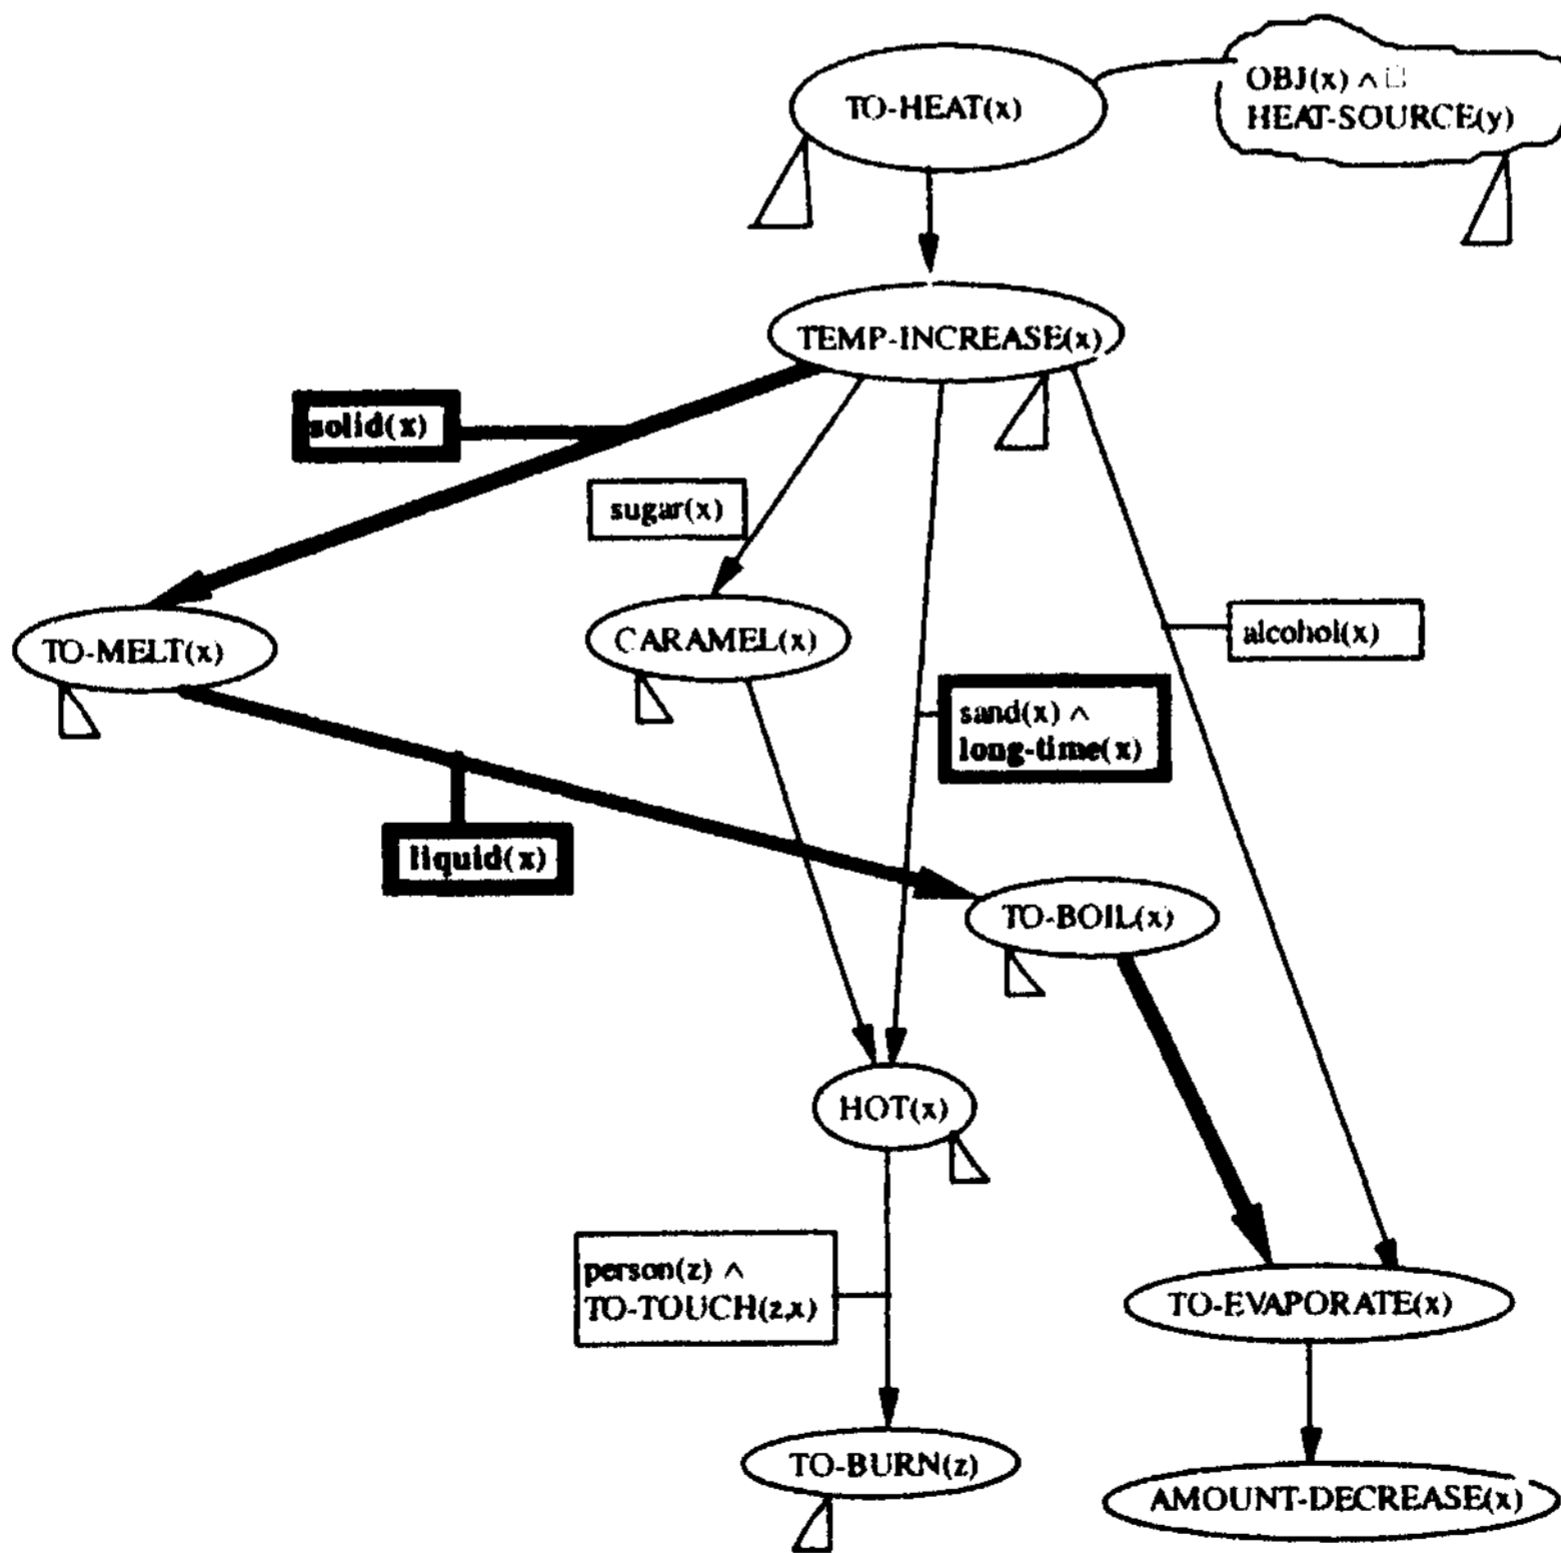 TO-HEAT(x)
OBJ(x) ∧
HEAT-SOURCE(y)
TEMP-INCREASE(x)
solid(x)
sugar(x)
TO-MELT(x)
CARAMEL(x)
alcohol(x)
sand(x) ∧
long-time(x)
liquid(x)
TO-BOIL(x)
HOT(x)
person(z) ∧
TO-TOUCH(z,x)
TO-EVAPORATE(x)
TO-BURN(z)
AMOUNT-DECREASE(x)